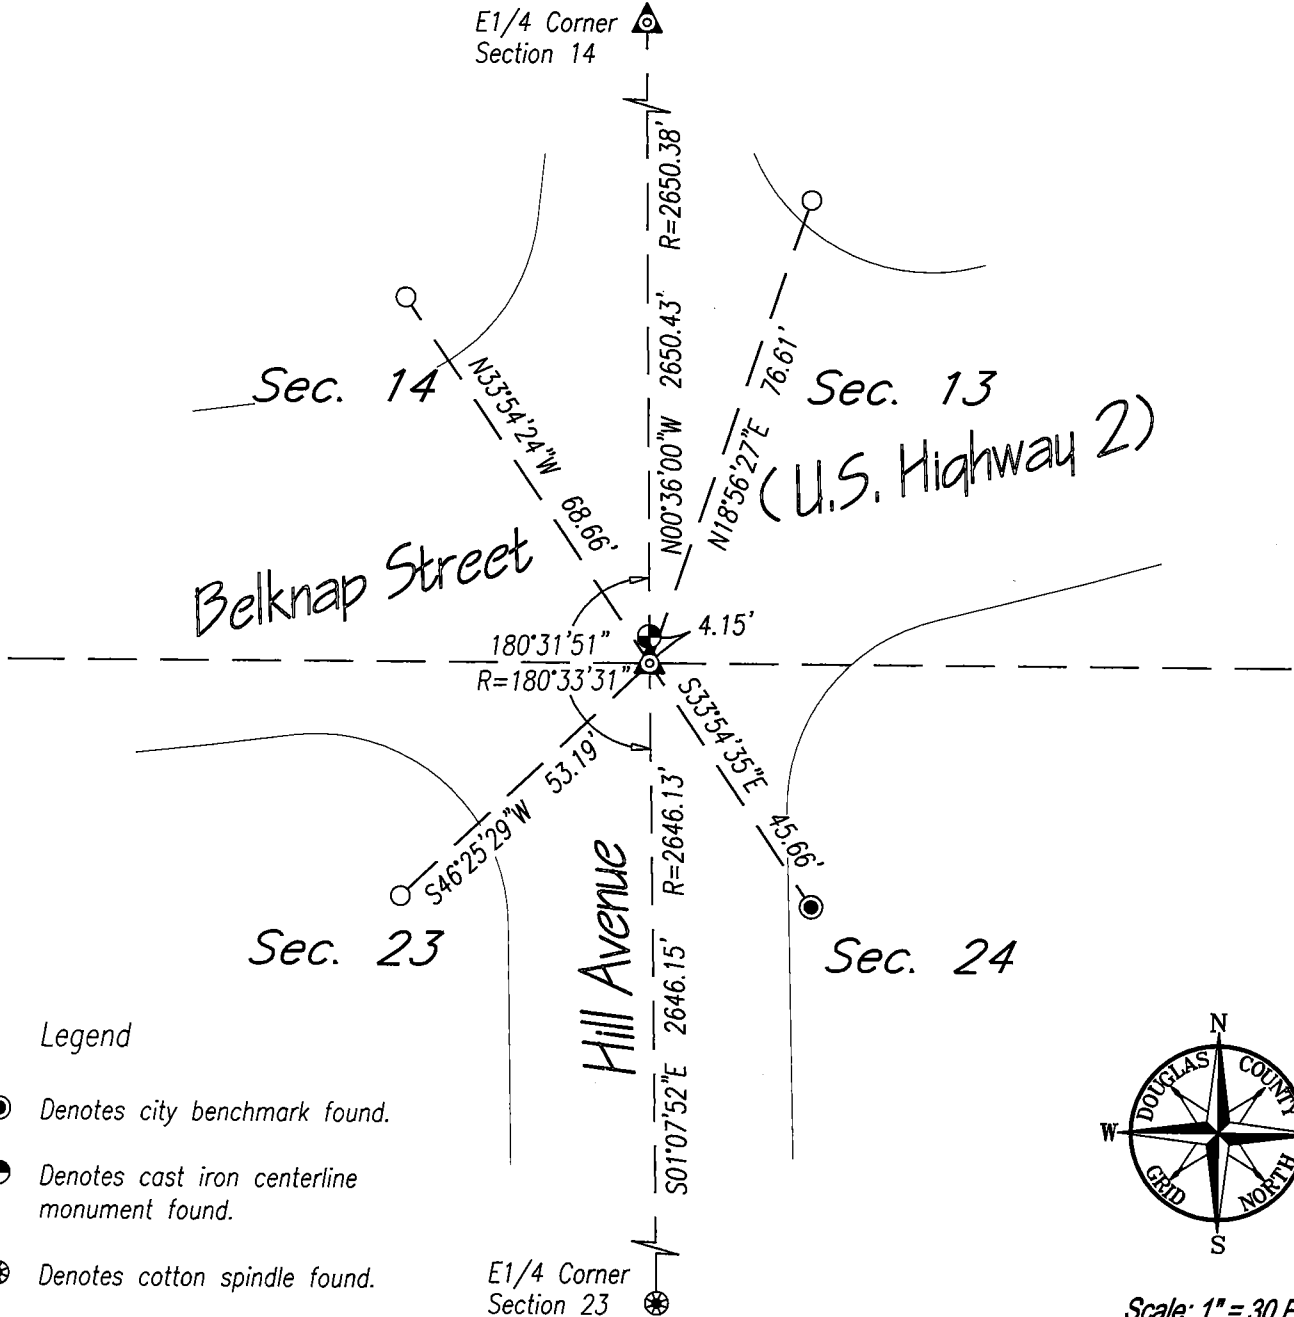 E1/4 Corner
Section 14
R=2650.38'
2650.43'
N00°36'00"W
N18°56'27"E 76.61'
N33°54'24"W 68.66'
Sec. 14
Sec. 13
(U.S. Highway 2)
Belknap Street
180°31'51"
R=180°33'31"
4.15'
S33°54'35"E 45.66'
S46°25'29"W 53.19'
R=2646.13'
2646.15'
S01°07'52"E
Hill Avenue
Sec. 23
Sec. 24
Legend
Denotes city benchmark found.
Denotes cast iron centerline
monument found.
Denotes cotton spindle found.
E1/4 Corner
Section 23
N
DOUGLAS COUNTY
W
GRID NORTH
S
Scale: 1" = 30